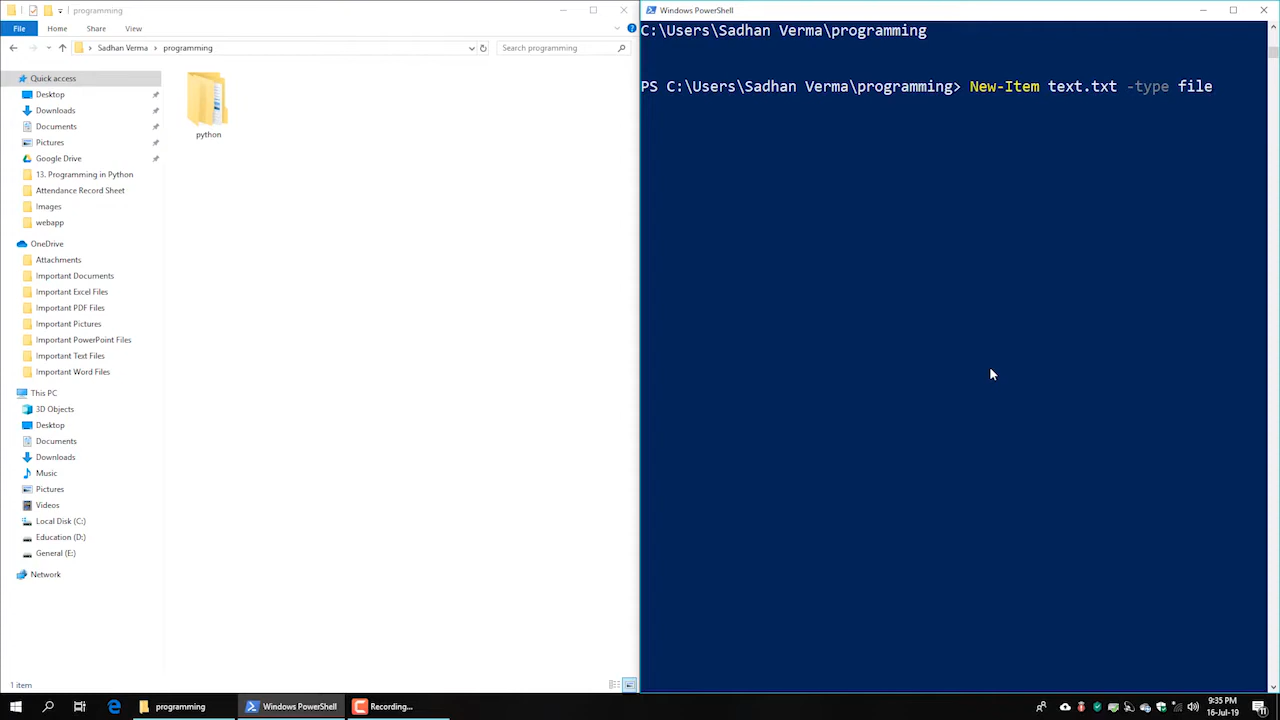 programming
File Home Share View
Sadhan Verma programming
Search programming
Quick access
Desktop
Downloads
Documents
Pictures
Google Drive
13. Programming in Python
Attendance Record Sheet
Images
webapp
OneDrive
Attachments
Important Documents
Important Excel Files
Important PDF Files
Important Pictures
Important PowerPoint Files
Important Text Files
Important Word Files
This PC
3D Objects
Desktop
Documents
Downloads
Music
Pictures
Videos
Local Disk (C:)
Education (D:)
General (E:)
Network
python
1 item
Windows PowerShell
C:\Users\Sadhan Verma\programming
PS C:\Users\Sadhan Verma\programming> New-Item text.txt -type file
programming
Windows PowerShell
Recording...
9:35 PM
16-Jul-19